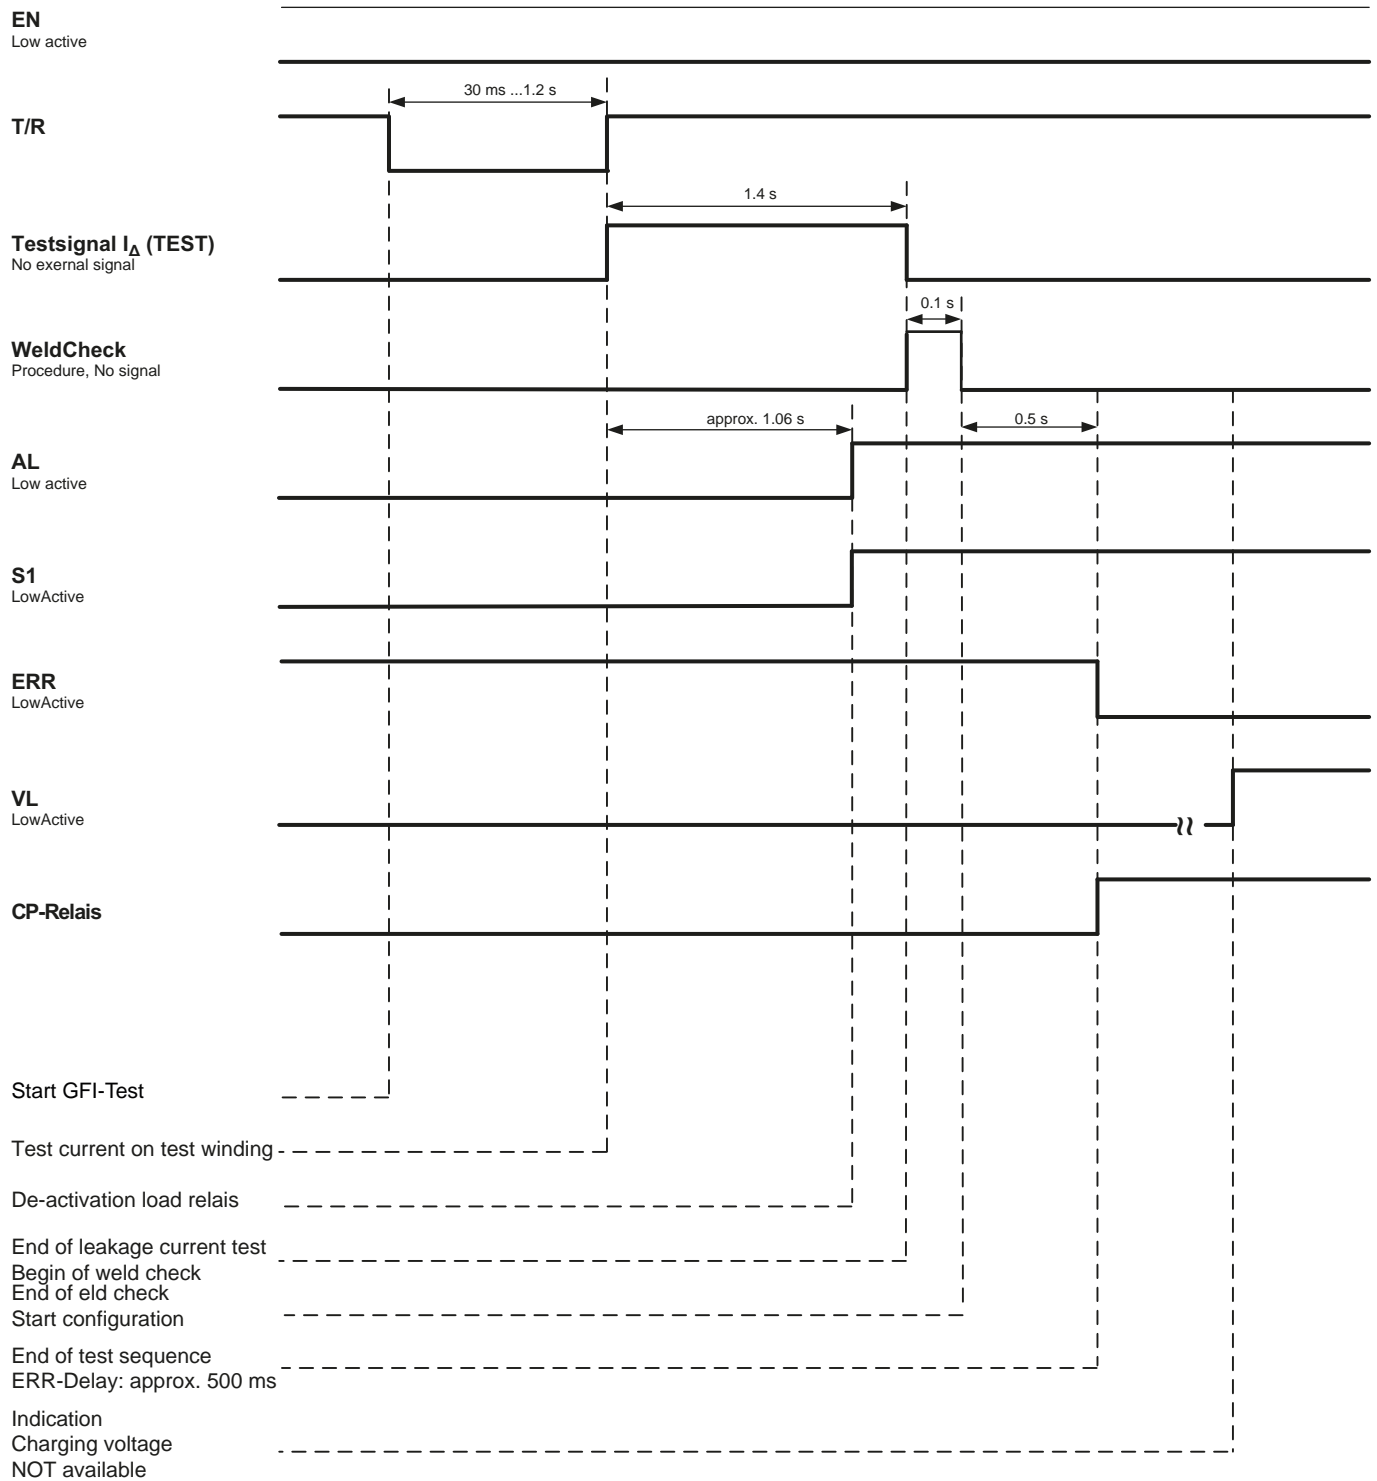 EN
Low active
30 ms ...1.2 s
T/R
1.4 s
Testsignal IΔ (TEST)
No exernal signal
0.1 s
WeldCheck
Procedure, No signal
approx. 1.06 s
0.5 s
AL
Low active
S1
LowActive
ERR
LowActive
VL
LowActive
CP-Relais
Start GFI-Test
Test current on test winding
De-activation load relais
End of leakage current test
Begin of weld check
End of eld check
Start configuration
End of test sequence
ERR-Delay: approx. 500 ms
Indication
Charging voltage
NOT available